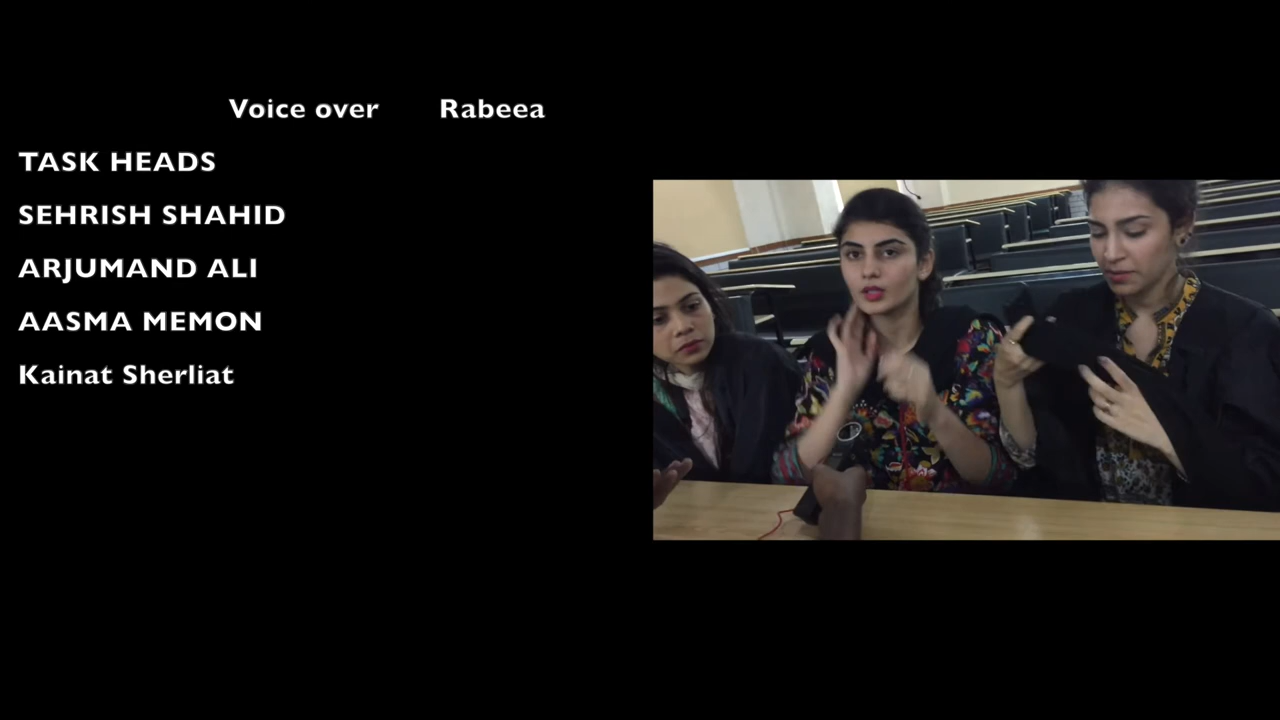 Voice over Rabeea
TASK HEADS
SEHRISH SHAHID
ARJUMAND ALI
AASMA MEMON
Kainat Sherliat